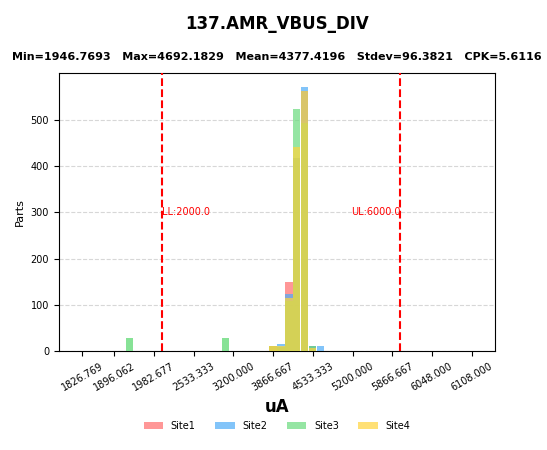 137.AMR_VBUS_DIV
Min=1946.7693 Max=4692.1829 Mean=4377.4196 Stdev=96.3821 CPK=5.6116
Parts
500
400
300
200
100
0
LL:2000.0 UL:6000.0
1826.769 1896.062 1982.677 2533.333 3200.000 3866.667 4533.333 5200.000 5866.667 6048.000 6108.000
uA
Site1 Site2 Site3 Site4